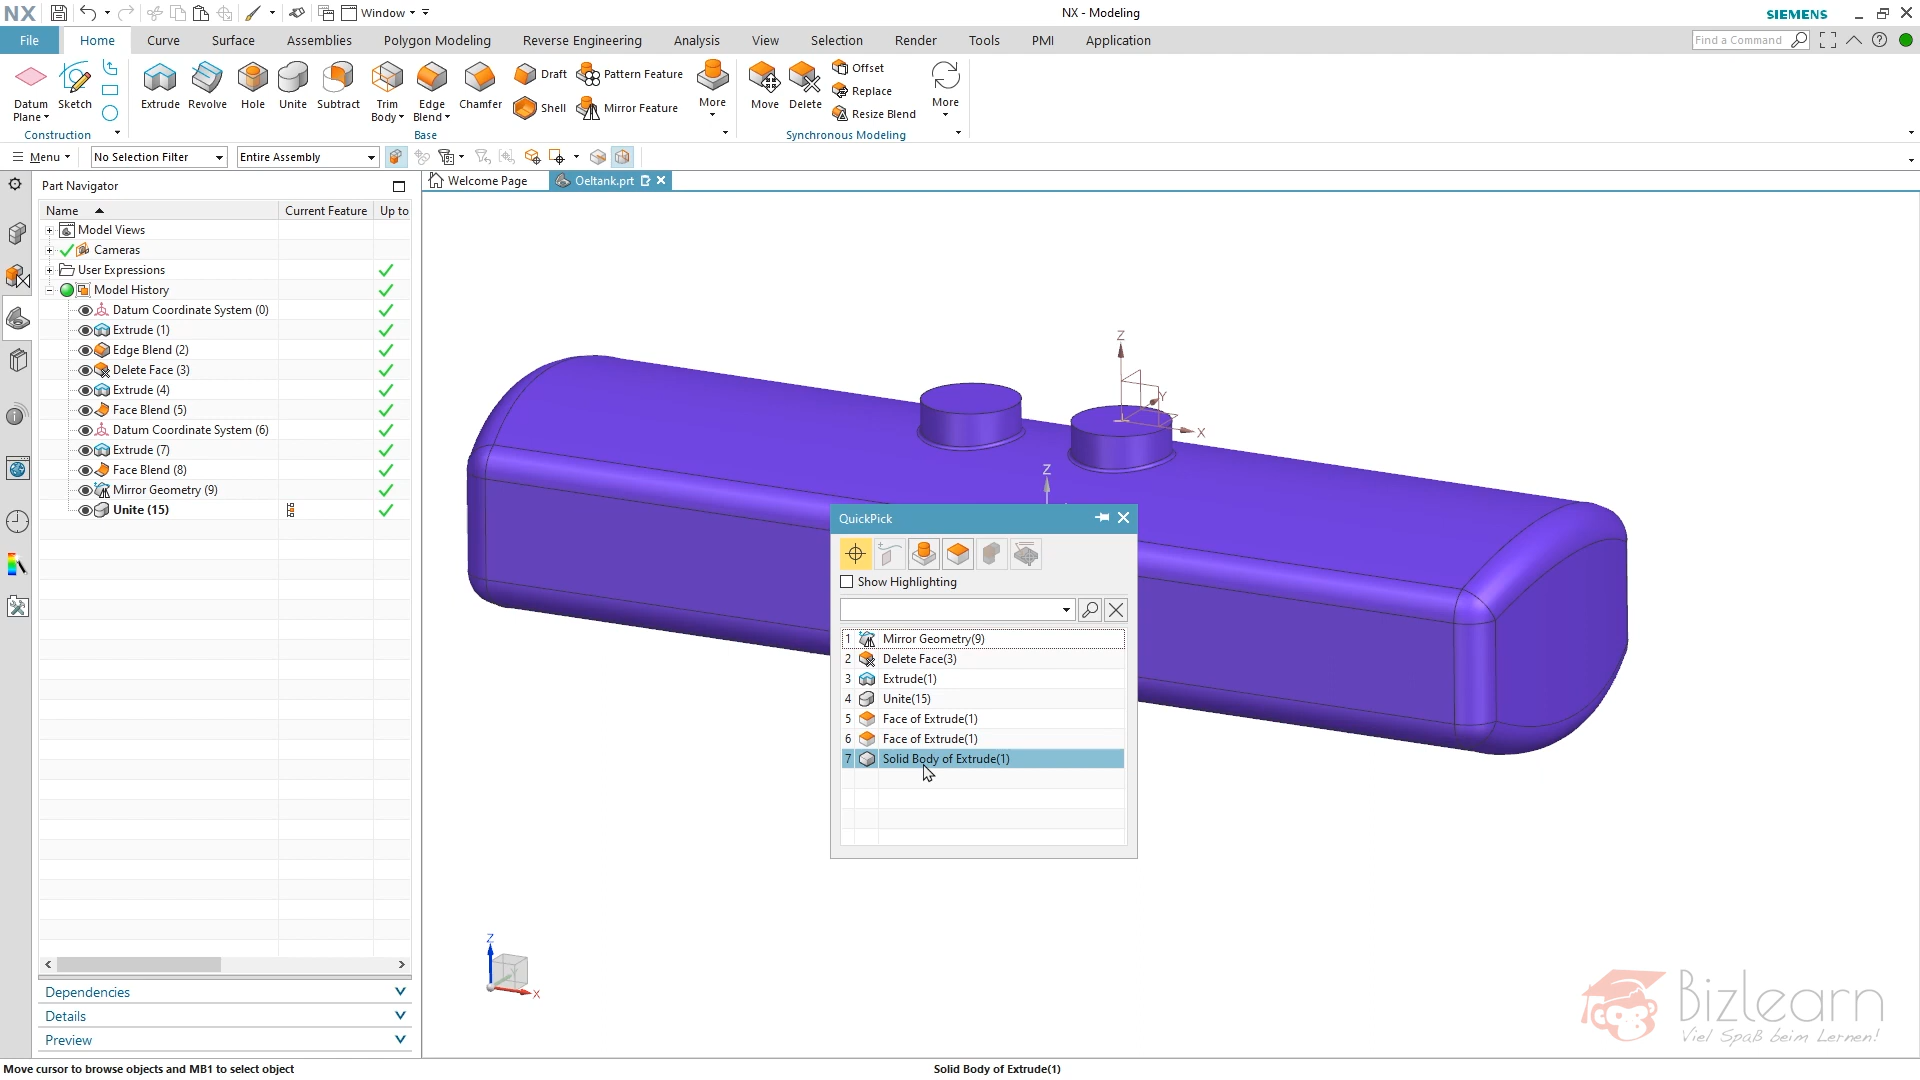 NX
Window
NX - Modeling
SIEMENS
File
Home
Curve
Surface
Assemblies
Polygon Modeling
Reverse Engineering
Analysis
View
Selection
Render
Tools
PMI
Application
Find a Command
Datum
Plane
Sketch
Construction
Extrude
Revolve
Hole
Unite
Subtract
Trim
Body
Edge
Blend
Chamfer
Draft
Shell
Pattern Feature
Mirror Feature
More
Base
Move
Delete
Offset
Replace
Resize Blend
More
Synchronous Modeling
Menu
No Selection Filter
Entire Assembly
Part Navigator
Name
Current Feature
Up to
Model Views
Cameras
User Expressions
Model History
Datum Coordinate System (0)
Extrude (1)
Edge Blend (2)
Delete Face (3)
Extrude (4)
Face Blend (5)
Datum Coordinate System (6)
Extrude (7)
Face Blend (8)
Mirror Geometry (9)
Unite (15)
Dependencies
Details
Preview
Welcome Page
Oeltank.prt
Z
Y
X
Z
QuickPick
Show Highlighting
1 Mirror Geometry(9)
2 Delete Face(3)
3 Extrude(1)
4 Unite(15)
5 Face of Extrude(1)
6 Face of Extrude(1)
7 Solid Body of Extrude(1)
Z
X
Bizlearn
Viel Spaß beim Lernen!
Move cursor to browse objects and MB1 to select object
Solid Body of Extrude(1)